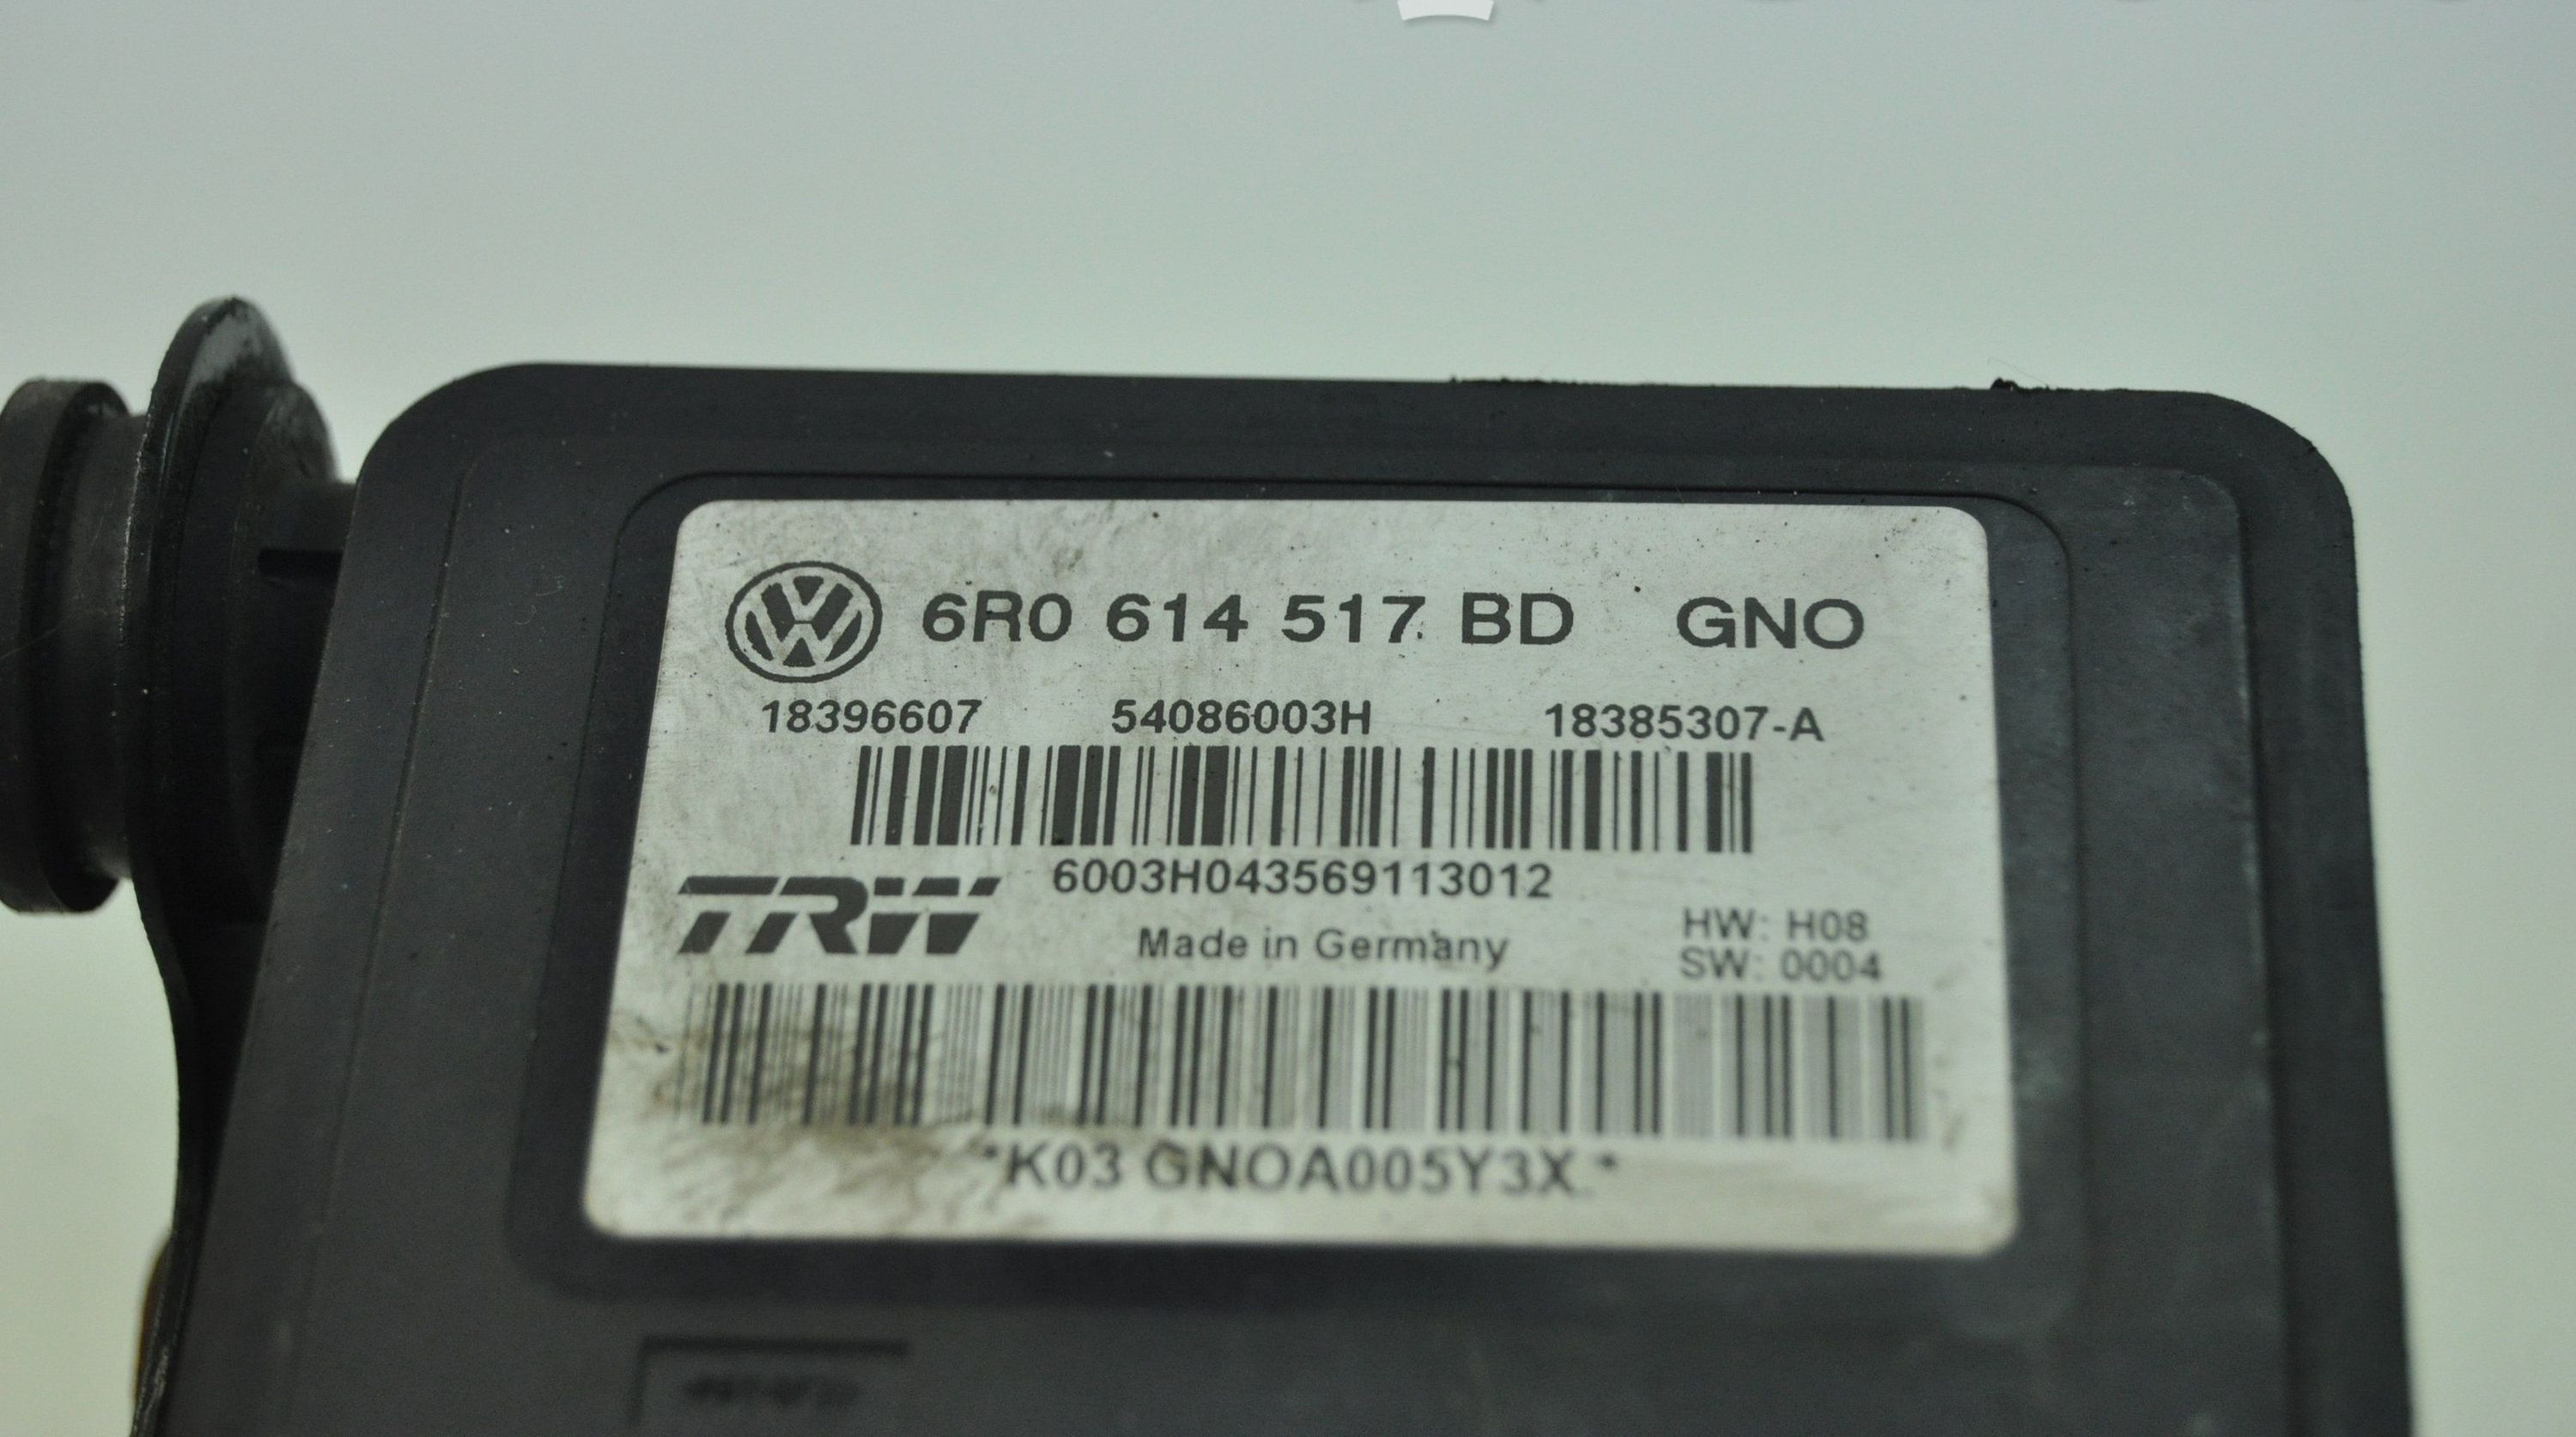 6R0 614 517 BD GNO
18396607 54086003H 18385307-A
6003H043569113012
TRW
Made in Germany
HW: H08
SW: 0004
*K03 GNOA005Y3X *